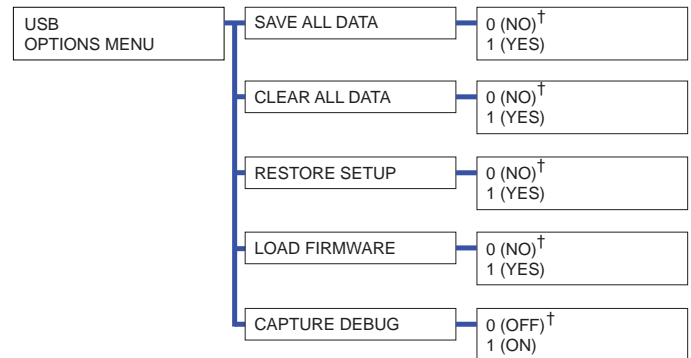 USB
OPTIONS MENU
SAVE ALL DATA
0 (NO)†
1 (YES)
CLEAR ALL DATA
0 (NO)†
1 (YES)
RESTORE SETUP
0 (NO)†
1 (YES)
LOAD FIRMWARE
0 (NO)†
1 (YES)
CAPTURE DEBUG
0 (OFF)†
1 (ON)